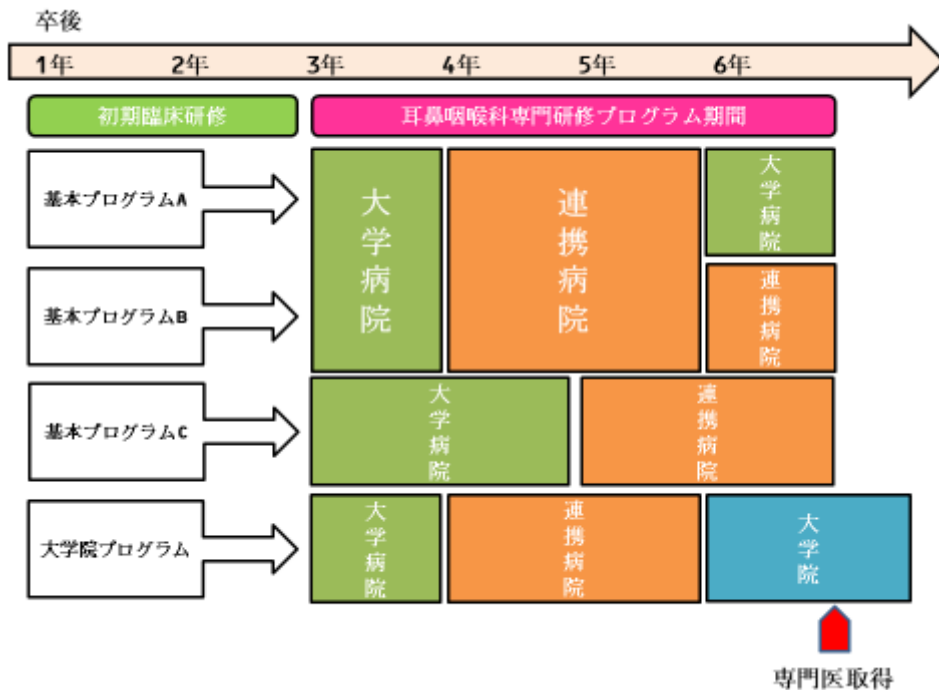 卒後
1年 2年 3年 4年 5年 6年
初期臨床研修 耳鼻咽喉科専門研修プログラム期間
基本プログラムA
大学病院
連携病院
大学病院
基本プログラムB
連携病院
基本プログラムC
大学病院
連携病院
大学院プログラム
大学病院
連携病院
大学院
専門医取得